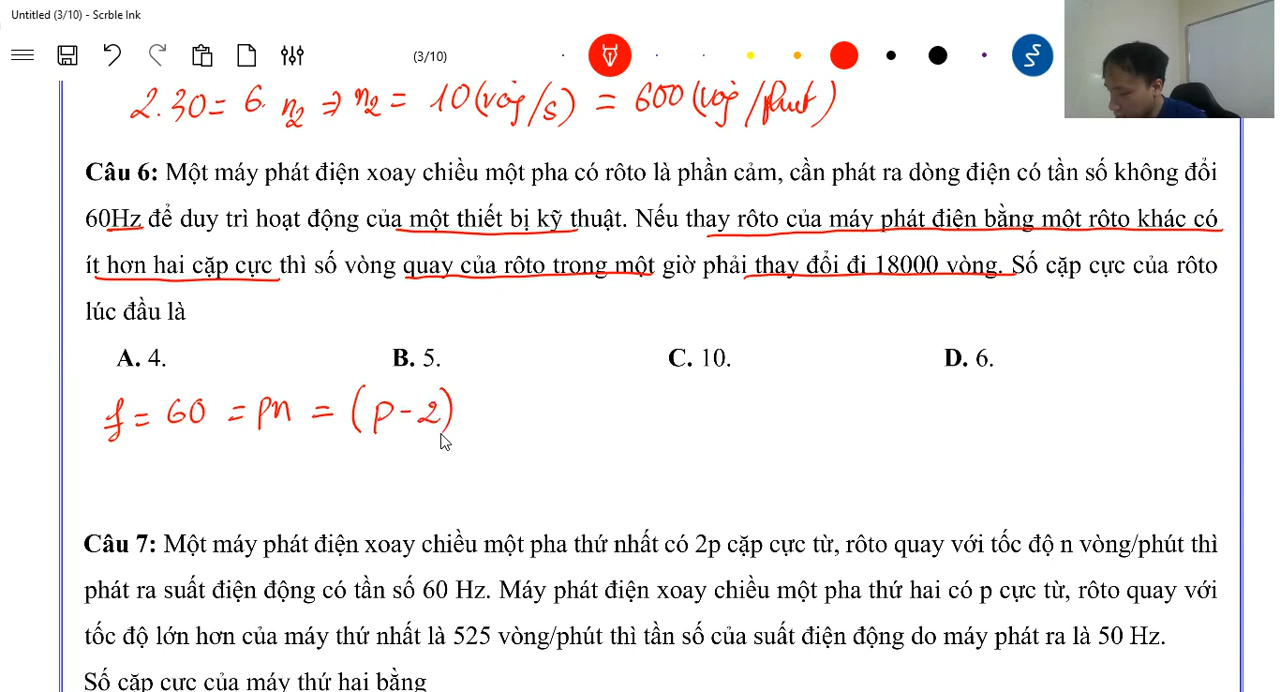 Untitled (3/10) - Scrble Ink
(3/10)
2.30 = 6. n₂ ⇒ n₂ = 10 (vòg/s) = 600 (vòg/phut)
Câu 6: Một máy phát điện xoay chiều một pha có rôto là phần cảm, cần phát ra dòng điện có tần số không đổi
60Hz để duy trì hoạt động của một thiết bị kỹ thuật. Nếu thay rôto của máy phát điện bằng một rôto khác có
ít hơn hai cặp cực thì số vòng quay của rôto trong một giờ phải thay đổi đi 18000 vòng. Số cặp cực của rôto
lúc đầu là
A. 4. B. 5. C. 10. D. 6.
f = 60 = pn = (p - 2)
Câu 7: Một máy phát điện xoay chiều một pha thứ nhất có 2p cặp cực từ, rôto quay với tốc độ n vòng/phút thì
phát ra suất điện động có tần số 60 Hz. Máy phát điện xoay chiều một pha thứ hai có p cực từ, rôto quay với
tốc độ lớn hơn của máy thứ nhất là 525 vòng/phút thì tần số của suất điện động do máy phát ra là 50 Hz.
Số cặp cực của máy thứ hai bằng